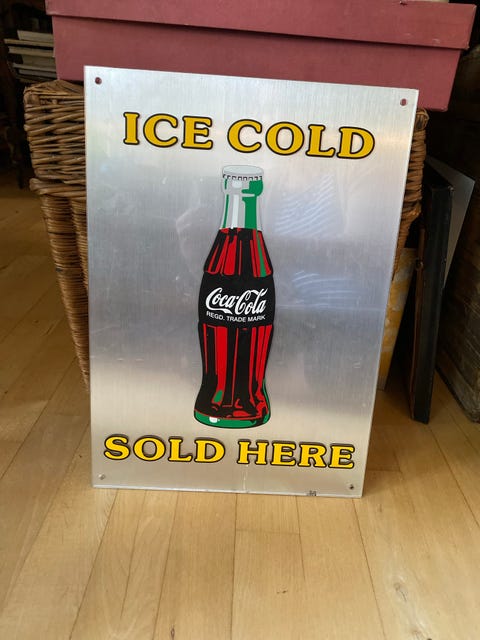 ICE COLD
Coca-Cola
REGD. TRADE MARK
SOLD HERE